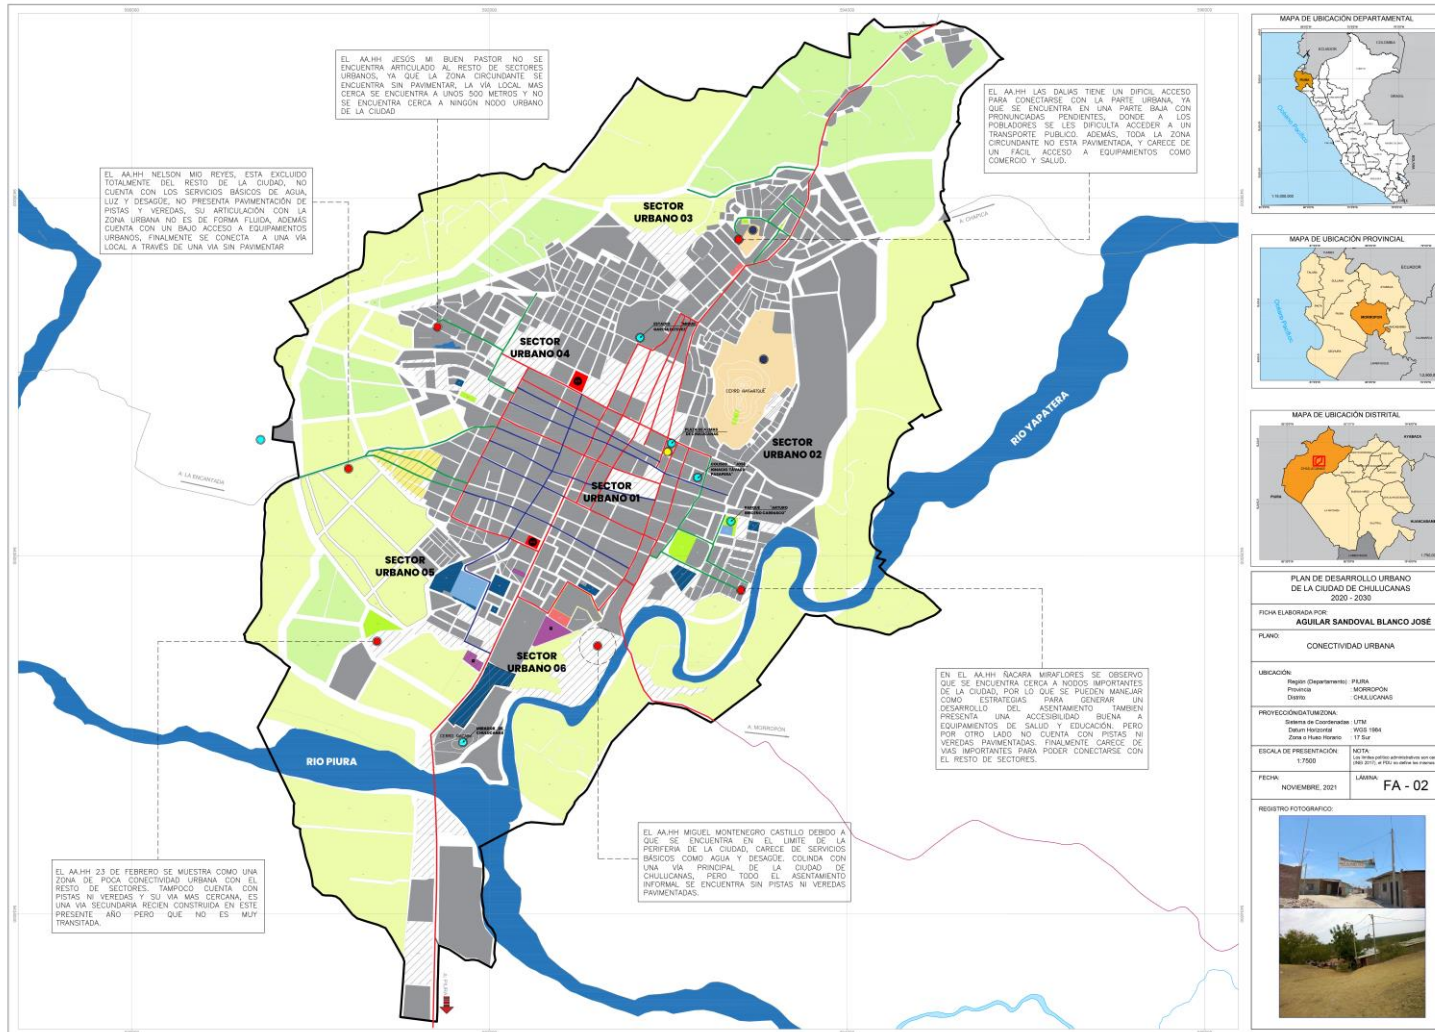 EL AA.HH JESÚS MI BUEN PASTOR NO SE
ENCUENTRA ARTICULADO AL RESTO DE SECTORES
URBANOS, YA QUE LA ZONA CIRCUNDANTE SE
ENCUENTRA SIN PAVIMENTAR, LA VÍA LOCAL MAS
CERCA SE ENCUENTRA A UNOS 500 METROS Y NO
SE ENCUENTRA CERCA A NINGÚN NODO URBANO
DE LA CIUDAD
EL AA.HH LAS DALIAS TIENE UN DIFICIL ACCESO
PARA CONECTARSE CON LA PARTE URBANA, YA
QUE SE ENCUENTRA EN UNA PARTE BAJA CON
PRONUNCIADAS PENDIENTES, DONDE A LOS
POBLADORES SE LES DIFICULTA ACCEDER A UN
TRANSPORTE PUBLICO. ADEMÁS, TODA LA ZONA
CIRCUNDANTE NO ESTA PAVIMENTADA, Y CARECE DE
UN FÁCIL ACCESO A EQUIPAMIENTOS COMO
COMERCIO Y SALUD.
EL AA.HH NELSON MIO REYES, ESTA EXCLUIDO
TOTALMENTE DEL RESTO DE LA CIUDAD, NO
CUENTA CON LOS SERVICIOS BÁSICOS DE AGUA,
LUZ Y DESAGÜE, NO PRESENTA PAVIMENTACIÓN DE
PISTAS Y VEREDAS, SU ARTICULACIÓN CON LA
ZONA URBANA NO ES DE FORMA FLUIDA, ADEMÁS
CUENTA CON UN BAJO ACCESO A EQUIPAMIENTOS
URBANOS, FINALMENTE SE CONECTA A UNA VÍA
LOCAL A TRAVÉS DE UNA VIA SIN PAVIMENTAR
SECTOR
URBANO 03
A: CHAPICA
SECTOR
URBANO 04
CERRO ÑAÑAÑIQUE
SECTOR
URBANO 02
RIO YAPATERA
A: LA ENCANTADA
SECTOR
URBANO 01
SECTOR
URBANO 05
SECTOR
URBANO 06
RIO PIURA
MIRADOR DE
CHULUCANAS
A: MORROPÓN
A: PIURA
EN EL AA.HH ÑACARA MIRAFLORES SE OBSERVO
QUE SE ENCUENTRA CERCA A NODOS IMPORTANTES
DE LA CIUDAD, POR LO QUE SE PUEDEN MANEJAR
COMO ESTRATEGIAS PARA GENERAR UN
DESARROLLO DEL ASENTAMIENTO TAMBIEN
PRESENTA UNA ACCESIBILIDAD BUENA A
EQUIPAMIENTOS DE SALUD Y EDUCACIÓN, PERO
POR OTRO LADO NO CUENTA CON PISTAS NI
VEREDAS PAVIMENTADAS. FINALMENTE CARECE DE
VIAS IMPORTANTES PARA PODER CONECTARSE CON
EL RESTO DE SECTORES.
EL AA.HH MIGUEL MONTENEGRO CASTILLO DEBIDO A
QUE SE ENCUENTRA EN EL LIMITE DE LA
PERIFERIA DE LA CIUDAD, CARECE DE SERVICIOS
BÁSICOS COMO AGUA Y DESAGÜE. COLINDA CON
UNA VÍA PRINCIPAL DE LA CIUDAD DE
CHULUCANAS, PERO TODO EL ASENTAMIENTO
INFORMAL SE ENCUENTRA SIN PISTAS NI VEREDAS
PAVIMENTADAS.
EL AA.HH 23 DE FEBRERO SE MUESTRA COMO UNA
ZONA DE POCA CONECTIVIDAD URBANA CON EL
RESTO DE SECTORES. TAMPOCO CUENTA CON
PISTAS NI VEREDAS Y SU VIA MAS CERCANA, ES
UNA VIA SECUNDARIA RECIEN CONSTRUIDA EN ESTE
PRESENTE AÑO PERO QUE NO ES MUY
TRANSITADA.
MAPA DE UBICACIÓN DEPARTAMENTAL
ECUADOR
COLOMBIA
BRASIL
PIURA
Océano Pacífico
MAPA DE UBICACIÓN PROVINCIAL
ECUADOR
MORROPÓN
Océano Pacífico
MAPA DE UBICACIÓN DISTRITAL
PIURA
PLAN DE DESARROLLO URBANO
DE LA CIUDAD DE CHULUCANAS
2020 - 2030
FICHA ELABORADA POR:
AGUILAR SANDOVAL BLANCO JOSÉ
PLANO:
CONECTIVIDAD URBANA
UBICACIÓN:
Región (Departamento) : PIURA
Provincia : MORROPÓN
Distrito : CHULUCANAS
PROYECCIÓN/DATUM/ZONA:
Sistema de Coordenadas : UTM
Datum Horizontal : WGS 1984
Zona o Huso Horario : 17 Sur
ESCALA DE PRESENTACIÓN:
1:7500
NOTA:
FECHA:
NOVIEMBRE, 2021
LÁMINA:
FA - 02
REGISTRO FOTOGRAFICO: